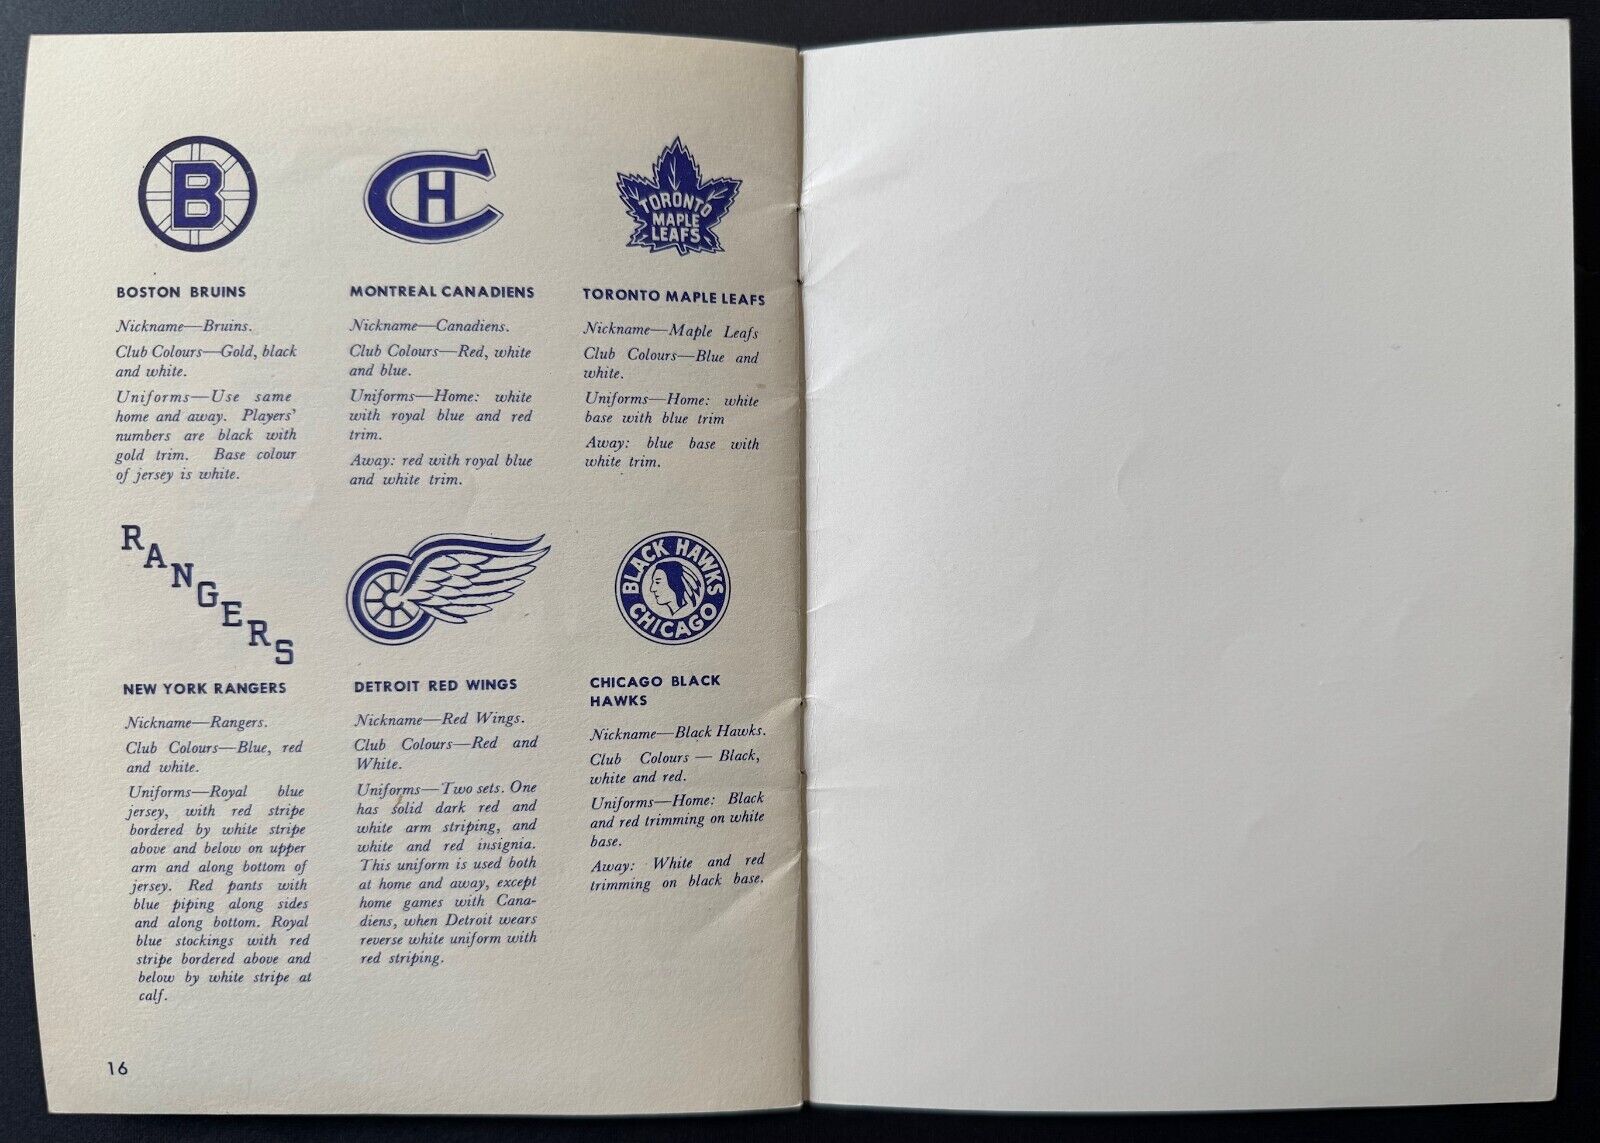 B
CH
TORONTO
MAPLE
LEAFS
BOSTON BRUINS
Nickname—Bruins.
Club Colours—Gold, black
and white.
Uniforms—Use same
home and away. Players'
numbers are black with
gold trim. Base colour
of jersey is white.
MONTREAL CANADIENS
Nickname—Canadiens.
Club Colours—Red, white
and blue.
Uniforms—Home: white
with royal blue and red
trim.
Away: red with royal blue
and white trim.
TORONTO MAPLE LEAFS
Nickname—Maple Leafs
Club Colours—Blue and
white.
Uniforms—Home: white
base with blue trim
Away: blue base with
white trim.
RANGERS
BLACK HAWKS
CHICAGO
NEW YORK RANGERS
Nickname—Rangers.
Club Colours—Blue, red
and white.
Uniforms—Royal blue
jersey, with red stripe
bordered by white stripe
above and below on upper
arm and along bottom of
jersey. Red pants with
blue piping along sides
and along bottom. Royal
blue stockings with red
stripe bordered above and
below by white stripe at
calf.
DETROIT RED WINGS
Nickname—Red Wings.
Club Colours—Red and
White.
Uniforms—Two sets. One
has solid dark red and
white arm striping, and
white and red insignia.
This uniform is used both
at home and away, except
home games with Cana-
diens, when Detroit wears
reverse white uniform with
red striping.
CHICAGO BLACK
HAWKS
Nickname—Black Hawks.
Club Colours — Black,
white and red.
Uniforms—Home: Black
and red trimming on white
base.
Away: White and red
trimming on black base.
16